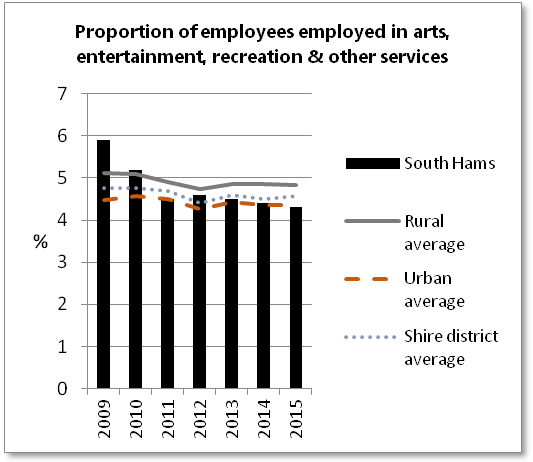 Proportion of employees employed in arts,
entertainment, recreation & other services
7
6
5
4
3
2
1
0
%
2009
2010
2011
2012
2013
2014
2015
South Hams
Rural
average
Urban
average
Shire district
average